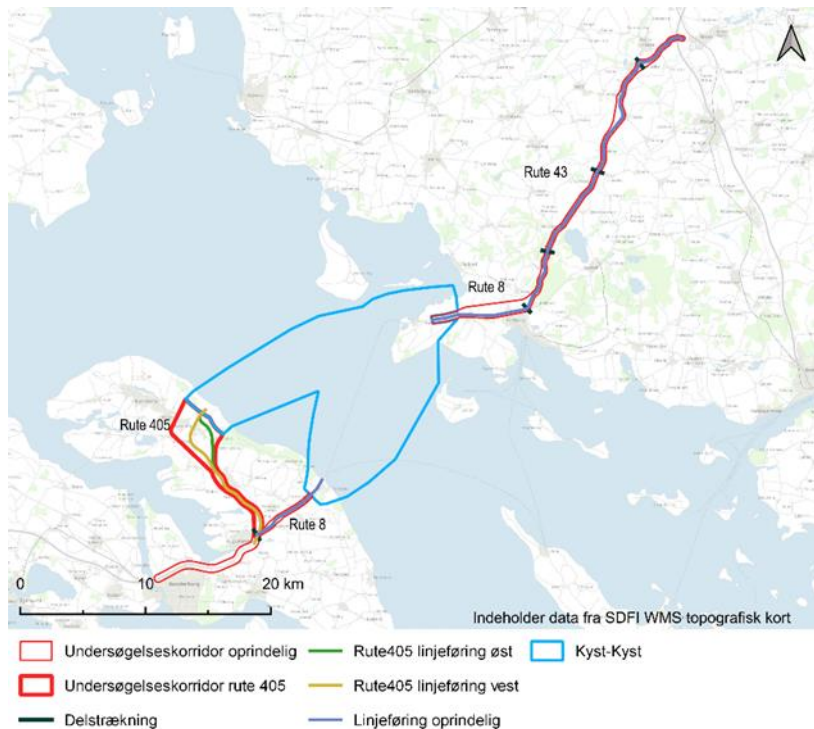 Rute 43
Rute 8
Rute 405
Rute 8
0 10 20 km
Indeholder data fra SDFI WMS topografisk kort
Undersøgelseskorridor oprindelig
Rute405 linjeføring øst
Kyst-Kyst
Undersøgelseskorridor rute 405
Rute405 linjeføring vest
Delstrækning
Linjeføring oprindelig